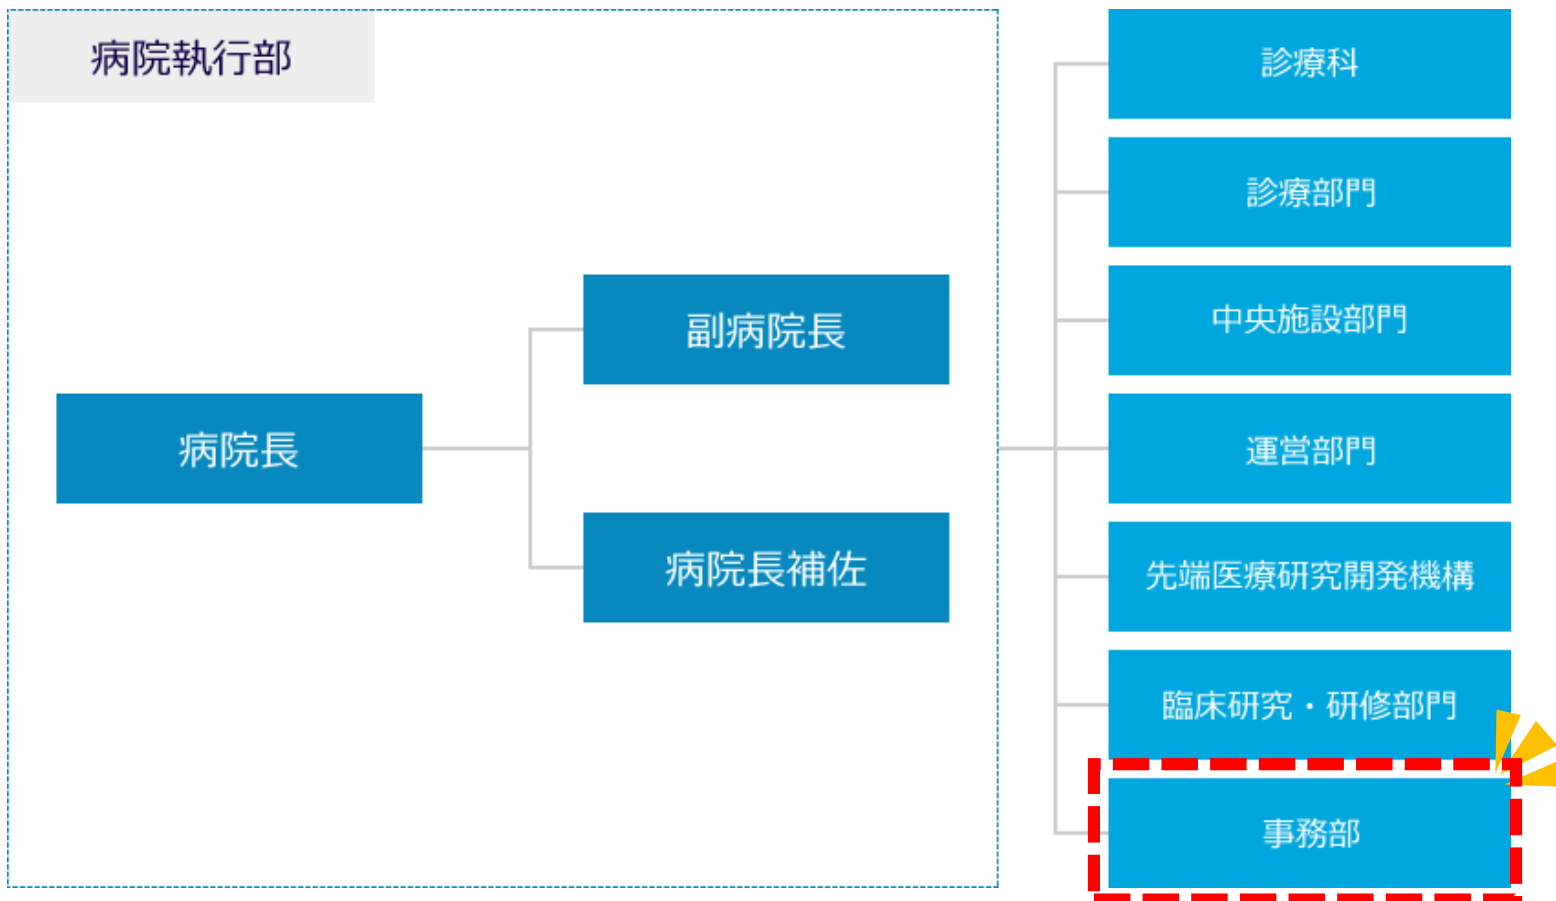 病院執行部
病院長
副病院長
病院長補佐
診療科
診療部門
中央施設部門
運営部門
先端医療研究開発機構
臨床研究・研修部門
事務部